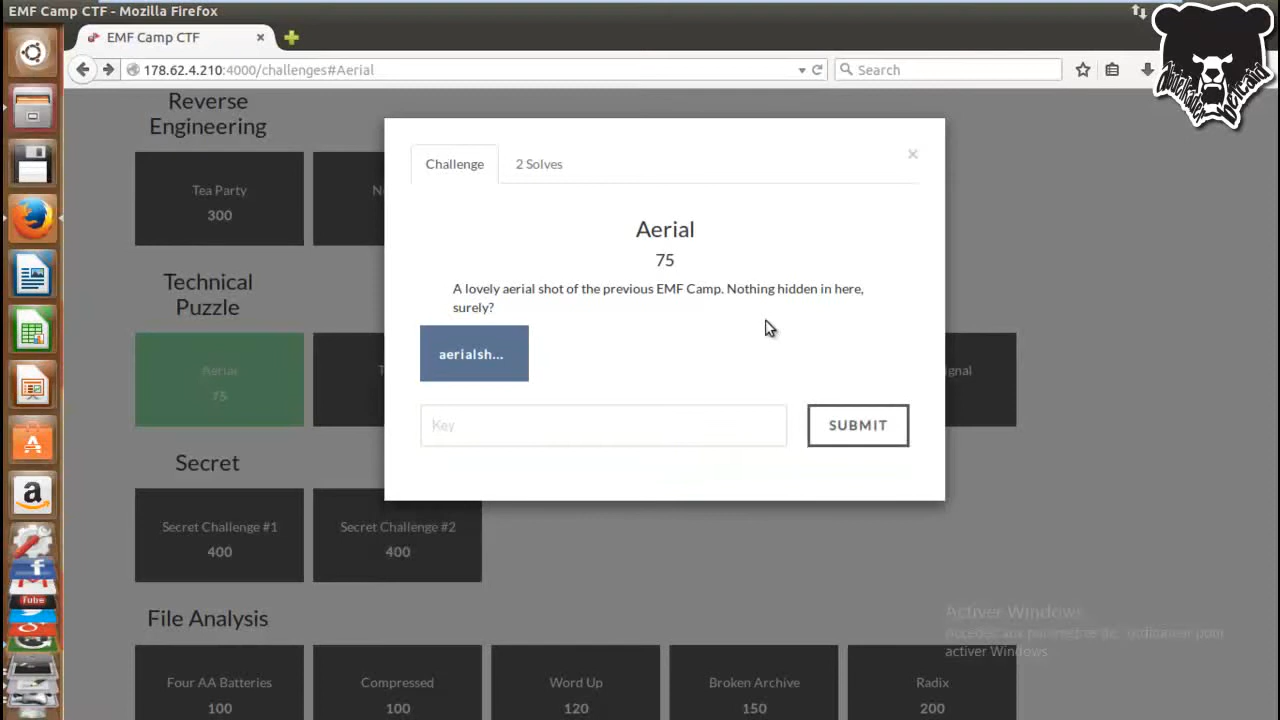 EMF Camp CTF - Mozilla Firefox
EMF Camp CTF
178.62.4.210:4000/challenges#Aerial
Search
Reverse
Engineering
Tea Party
300
N
Challenge
2 Solves
Aerial
75
A lovely aerial shot of the previous EMF Camp. Nothing hidden in here,
surely?
aerialsh...
Key
SUBMIT
Technical
Puzzle
Aerial
75
T
gnal
Secret
Secret Challenge #1
400
Secret Challenge #2
400
File Analysis
Four AA Batteries
100
Compressed
100
Word Up
120
Broken Archive
150
Radix
200
Activer Windows
activer Windows.
Tube